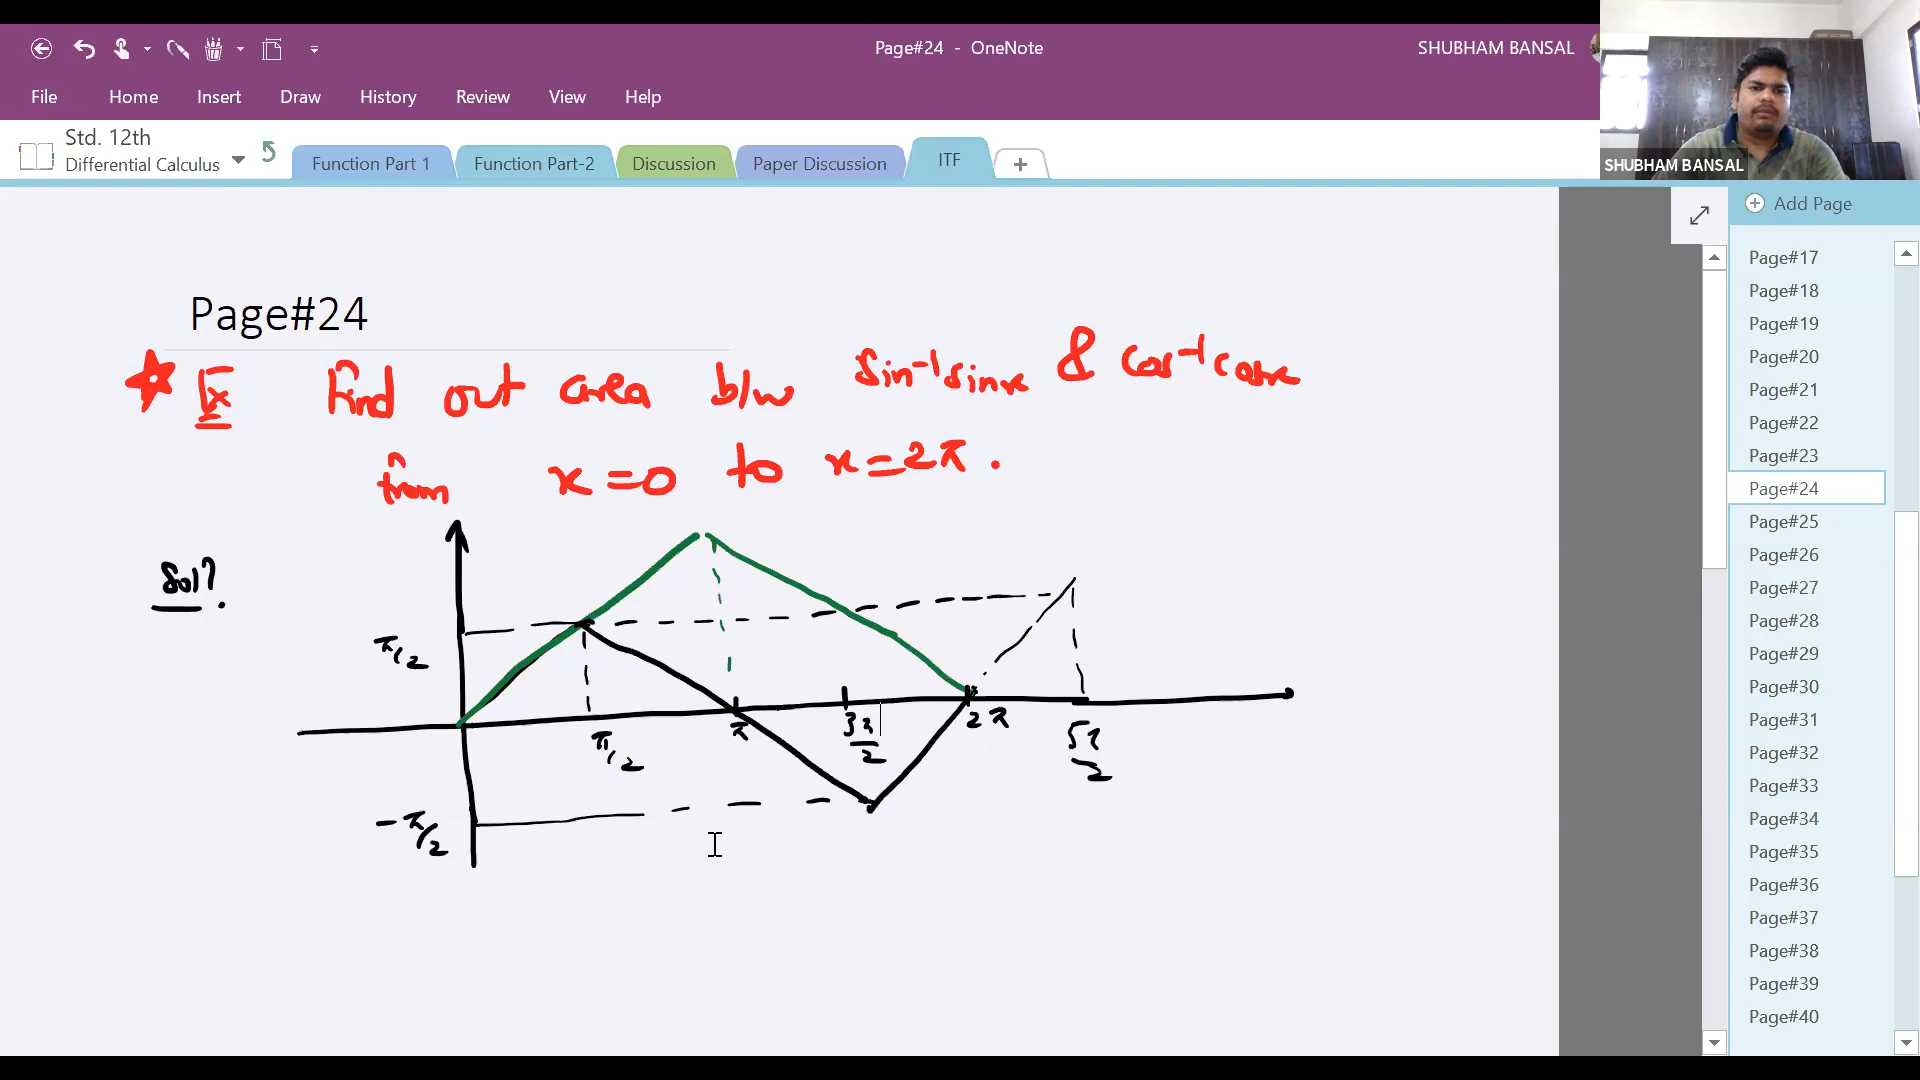 Page#24 - OneNote
SHUBHAM BANSAL
File Home Insert Draw History Review View Help
SHUBHAM BANSAL
Std. 12th
Differential Calculus
Function Part 1
Function Part-2
Discussion
Paper Discussion
ITF
Add Page
Page#24
Ex Find out area b/w sin⁻¹sinx & cos⁻¹cosx
from x=0 to x=2π.
Solⁿ.
π/2
π/2
π
3π/2
2π
5π/2
-π/2
Page#17
Page#18
Page#19
Page#20
Page#21
Page#22
Page#23
Page#24
Page#25
Page#26
Page#27
Page#28
Page#29
Page#30
Page#31
Page#32
Page#33
Page#34
Page#35
Page#36
Page#37
Page#38
Page#39
Page#40